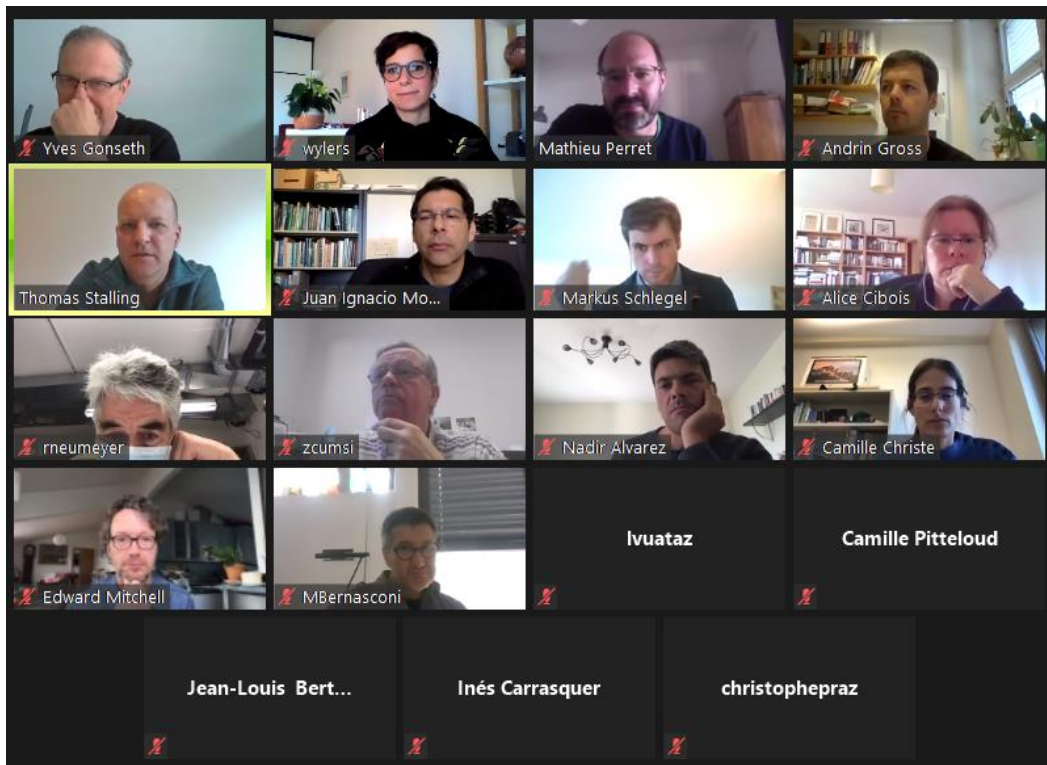 Yves Gonseth
wylers
Mathieu Perret
Andrin Gross
Thomas Stalling
Juan Ignacio Mo...
Markus Schlegel
Alice Cibois
rneumeyer
zcumsi
Nadir Alvarez
Camille Christe
Edward Mitchell
MBernasconi
lvuataz
Camille Pitteloud
Jean-Louis Bert...
Inés Carrasquer
christophepraz